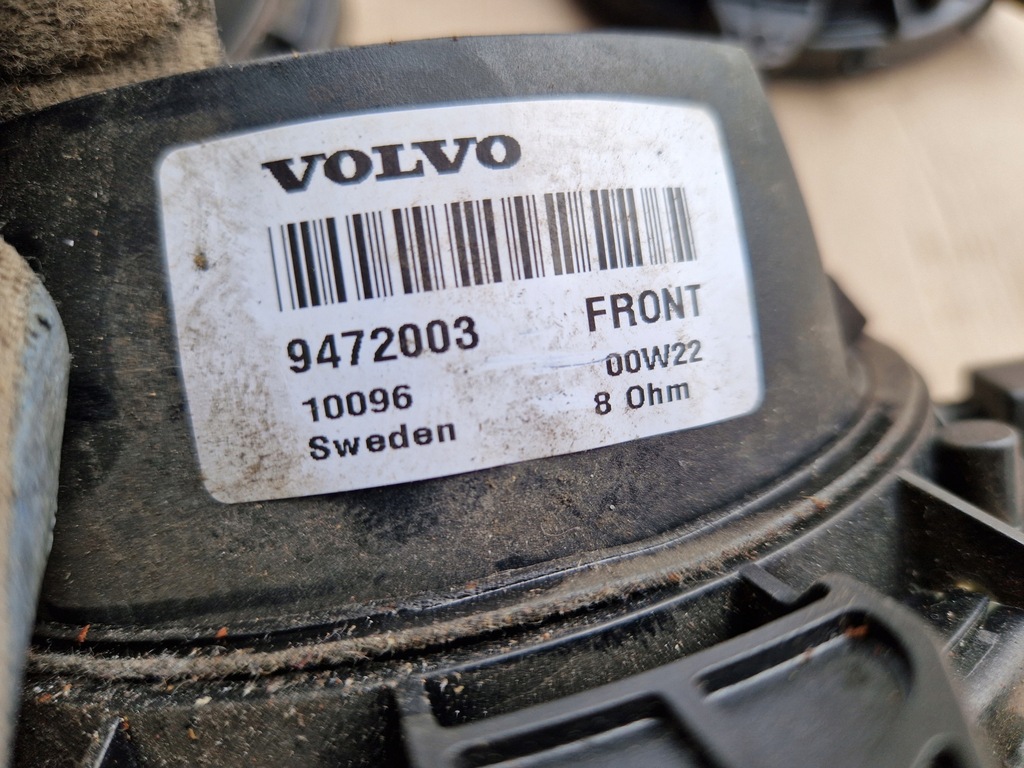 VOLVO
9472003 FRONT
10096 00W22
Sweden 8 Ohm